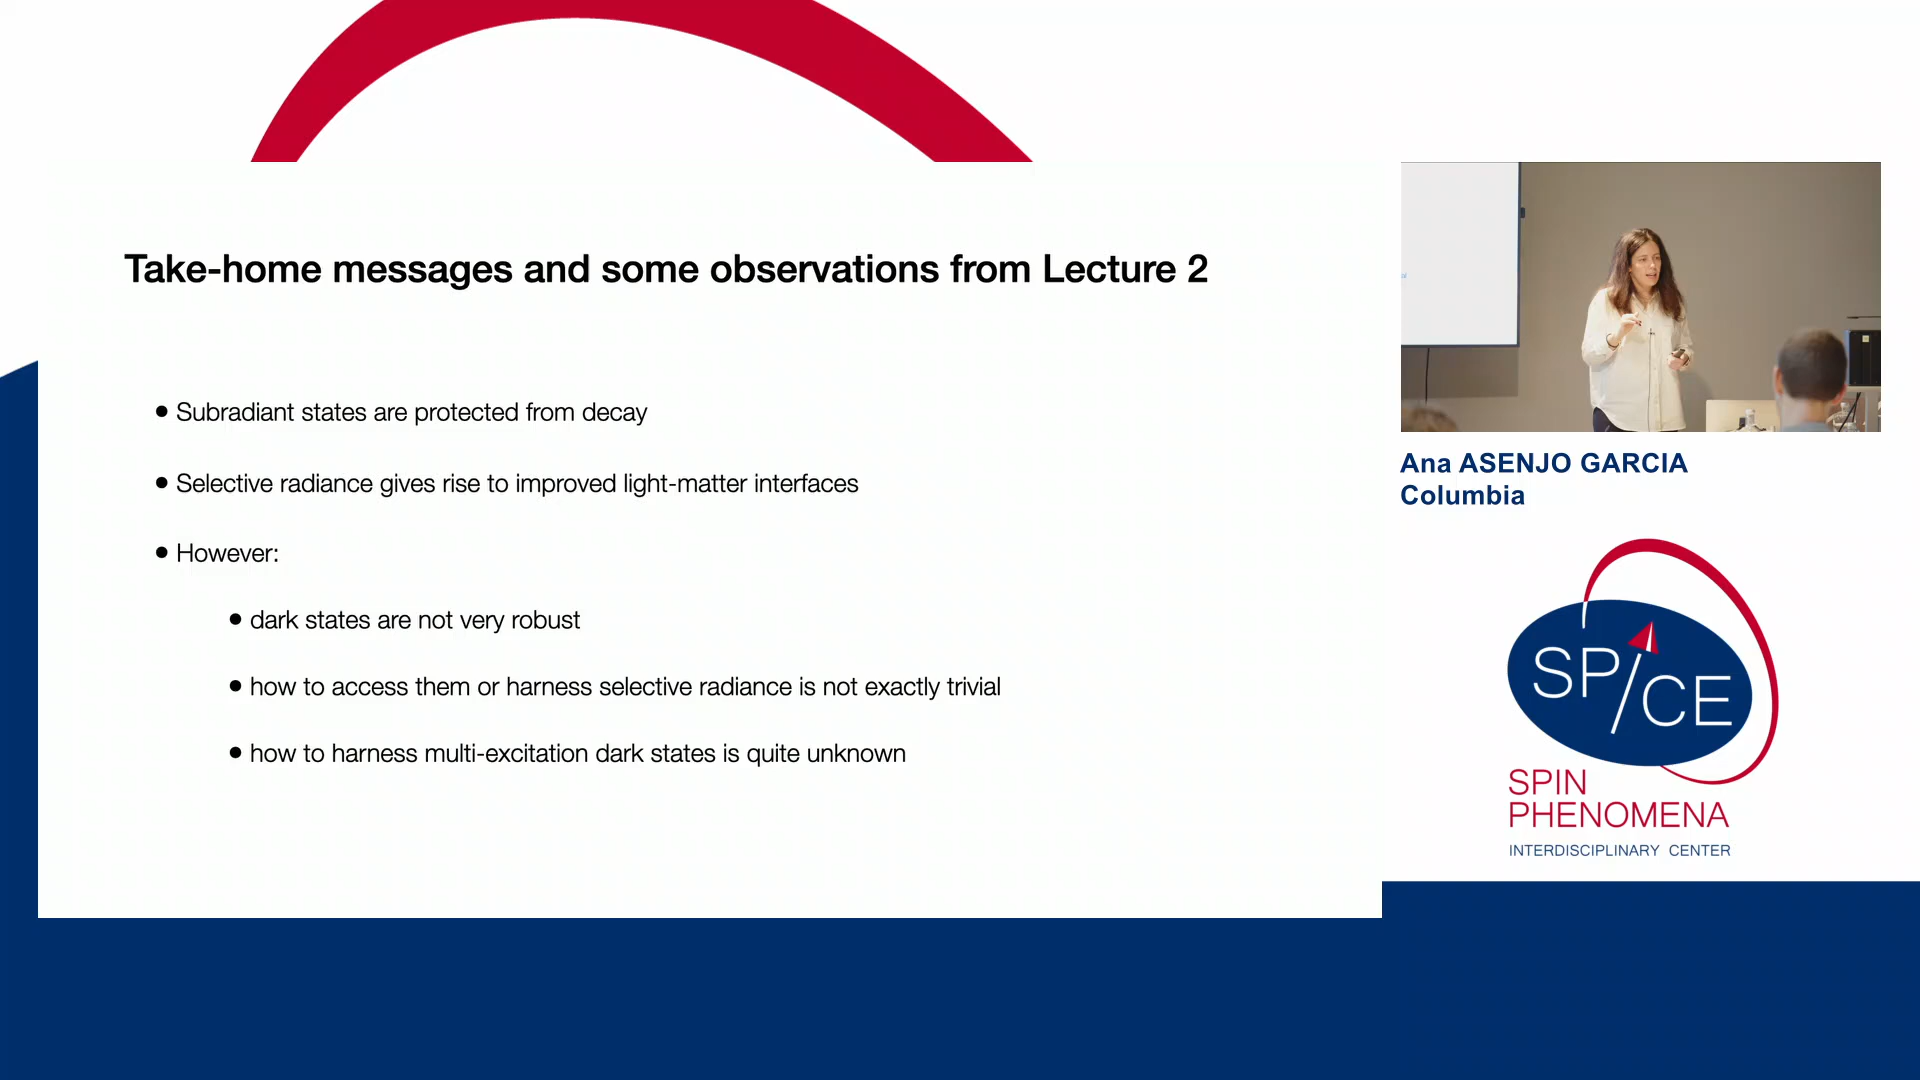 Take-home messages and some observations from Lecture 2
• Subradiant states are protected from decay
• Selective radiance gives rise to improved light-matter interfaces
• However:
• dark states are not very robust
• how to access them or harness selective radiance is not exactly trivial
• how to harness multi-excitation dark states is quite unknown
Ana ASENJO GARCIA
Columbia
SP/CE
SPIN
PHENOMENA
INTERDISCIPLINARY CENTER